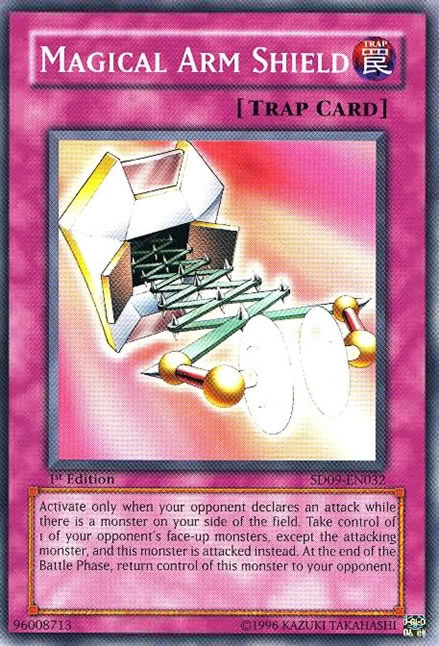 MAGICAL ARM SHIELD
TRAP
罠
[TRAP CARD]
1st Edition
SD09-EN032
Activate only when your opponent declares an attack while
there is a monster on your side of the field. Take control of
1 of your opponent's face-up monsters, except the attacking
monster, and this monster is attacked instead. At the end of the
Battle Phase, return control of this monster to your opponent.
96008713
©1996 KAZUKI TAKAHASHI